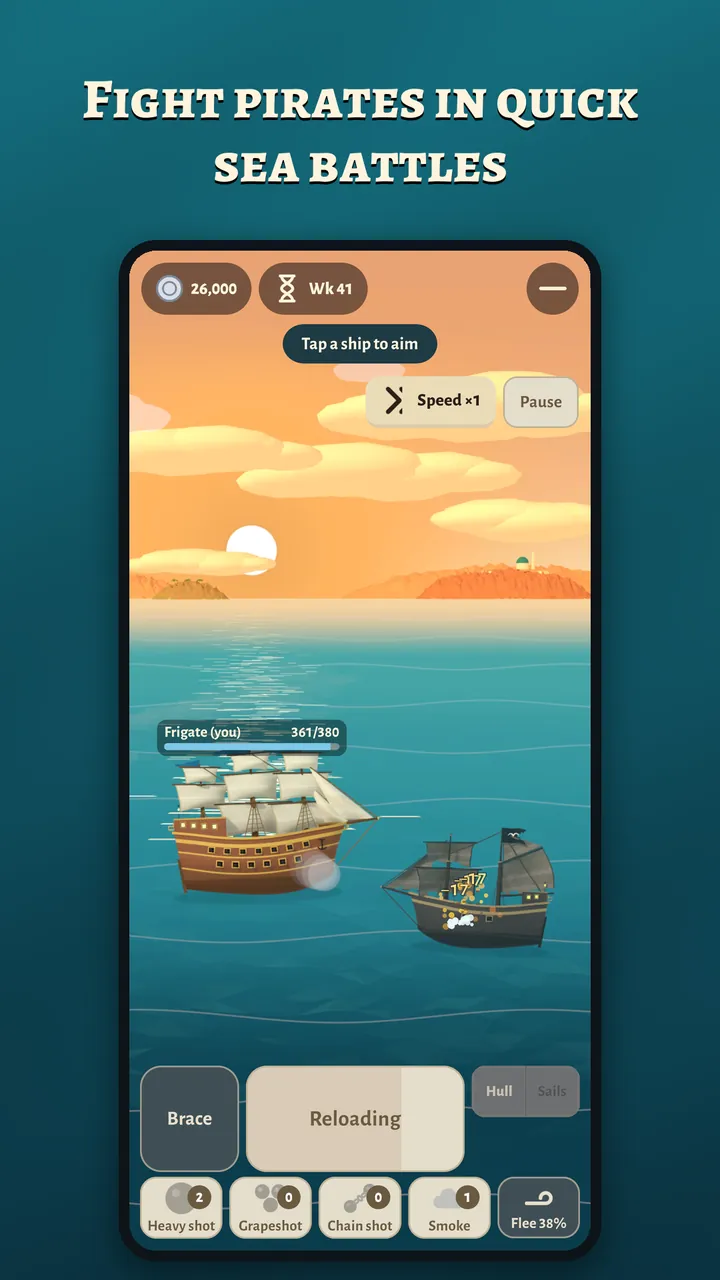 Fight pirates in quick
sea battles
26,000
Wk 41
Tap a ship to aim
Speed ×1
Pause
Frigate (you) 361/380
Brace
Reloading
Hull
Sails
2
0
0
1
Heavy shot
Grapeshot
Chain shot
Smoke
Flee 38%